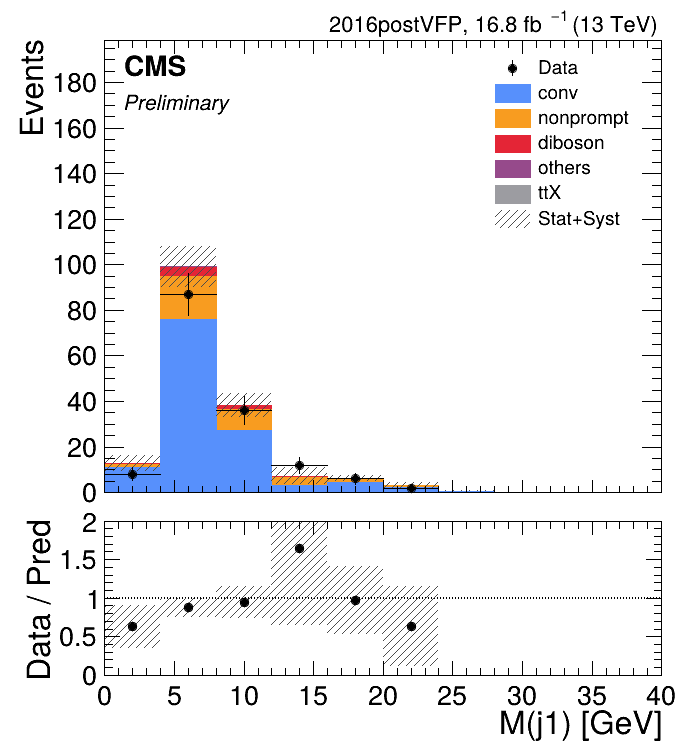 2016postVFP, 16.8 fb⁻¹ (13 TeV)
CMS
Preliminary
Data
conv
nonprompt
diboson
others
ttX
Stat+Syst
Events
180
160
140
120
100
80
60
40
20
0
Data / Pred
2
1.5
1
0.5
0
0 5 10 15 20 25 30 35 40
M(j1) [GeV]